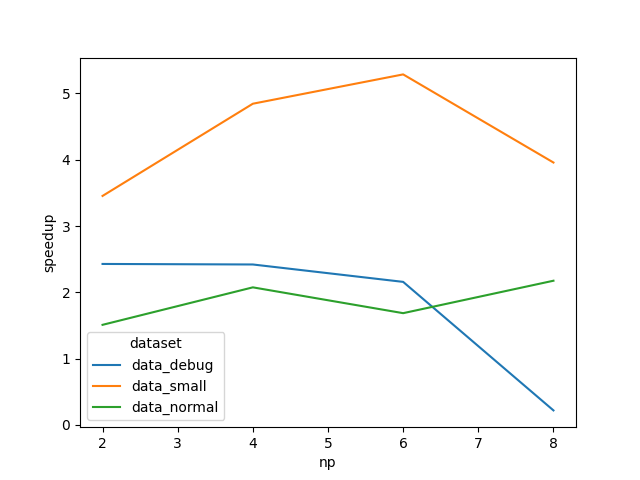 5
4
3
2
1
0
speedup
dataset
data_debug
data_small
data_normal
2 3 4 5 6 7 8
np